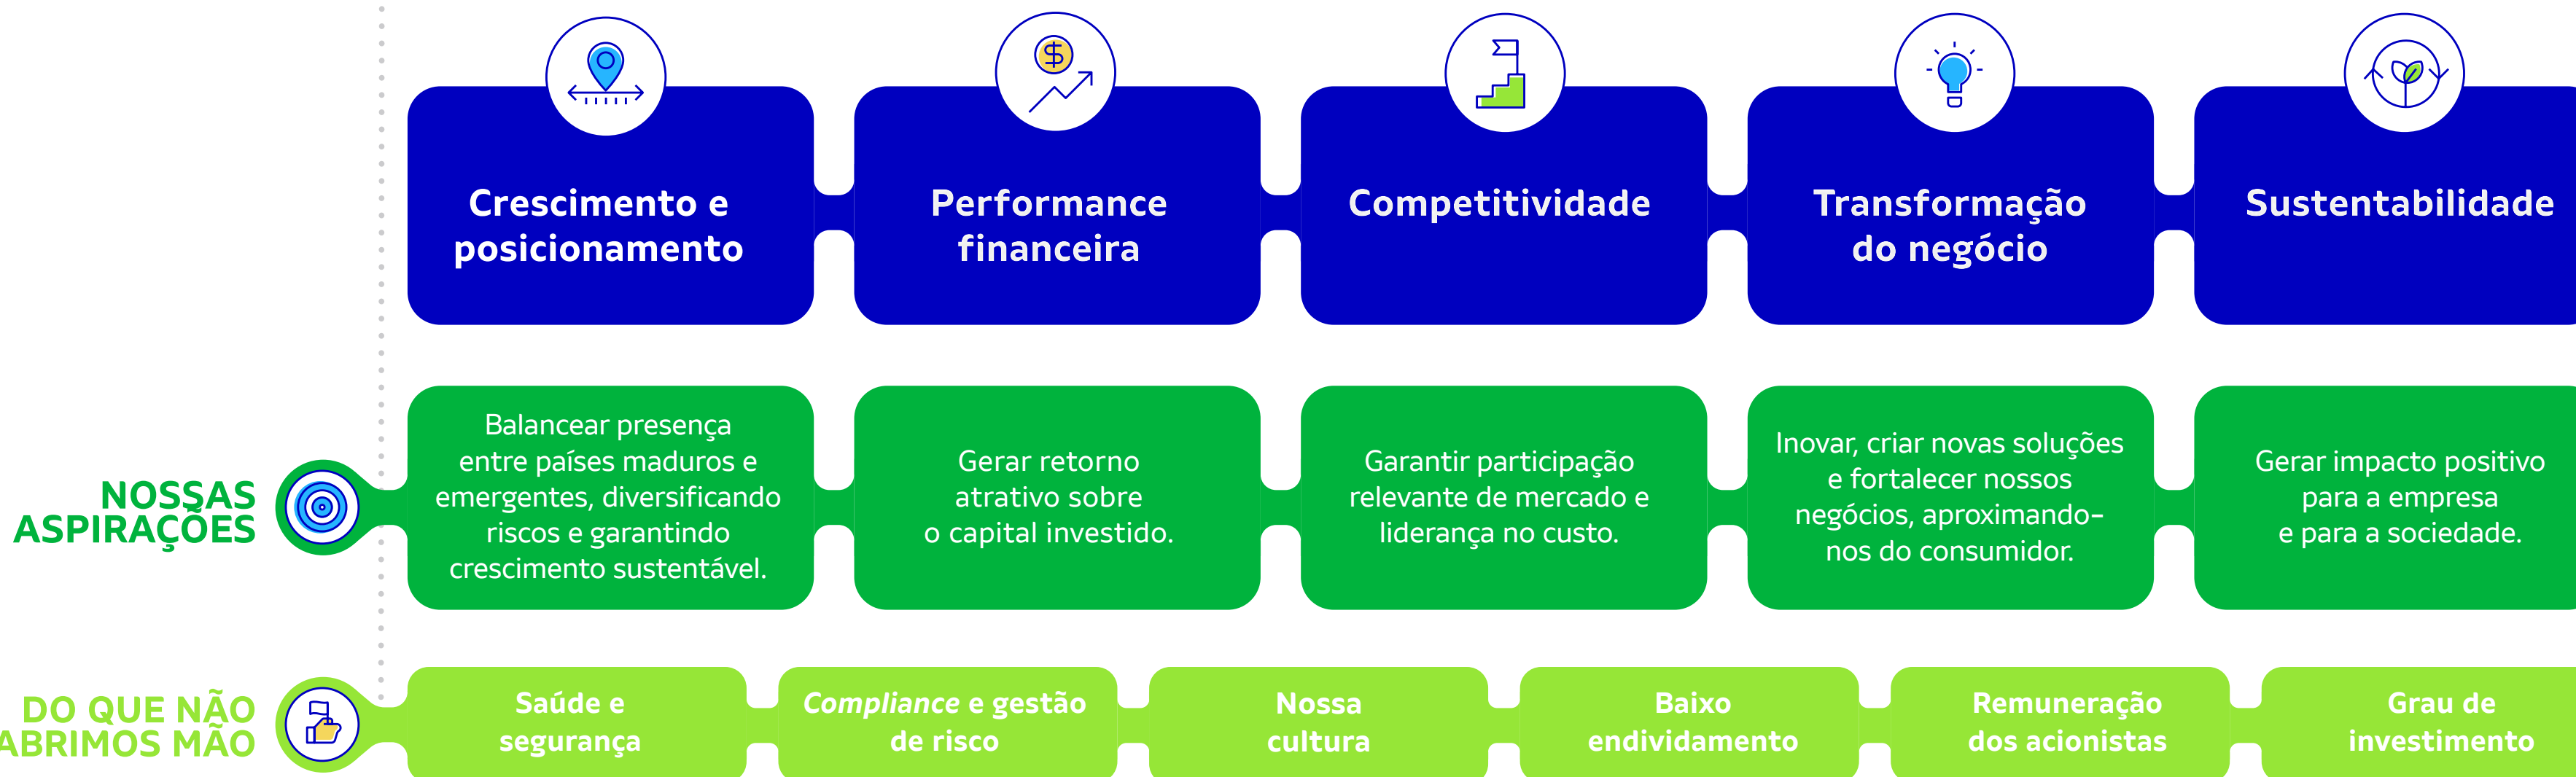 Crescimento e
posicionamento
Performance
financeira
Competitividade
Transformação
do negócio
Sustentabilidade
NOSSAS
ASPIRAÇÕES
Balancear presença
entre países maduros e
emergentes, diversificando
riscos e garantindo
crescimento sustentável.
Gerar retorno
atrativo sobre
o capital investido.
Garantir participação
relevante de mercado e
liderança no custo.
Inovar, criar novas soluções
e fortalecer nossos
negócios, aproximando-
nos do consumidor.
Gerar impacto positivo
para a empresa
e para a sociedade.
DO QUE NÃO
ABRIMOS MÃO
Saúde e
segurança
Compliance e gestão
de risco
Nossa
cultura
Baixo
endividamento
Remuneração
dos acionistas
Grau de
investimento